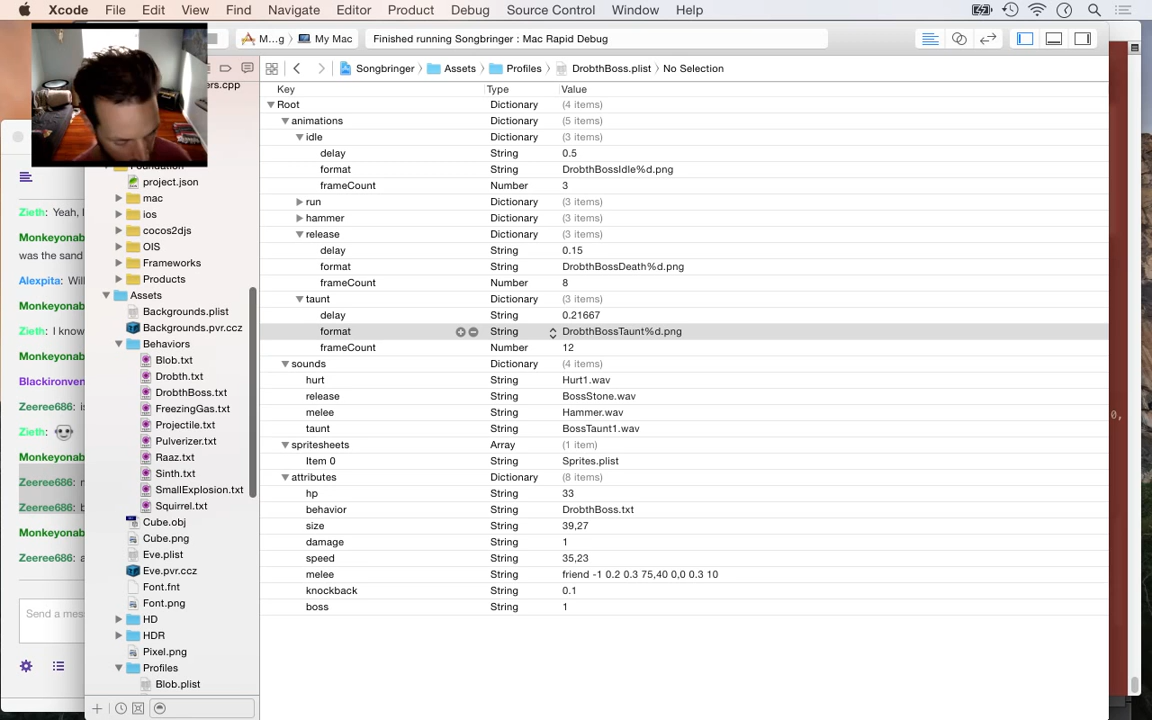 Xcode File Edit View Find Navigate Editor Product Debug Source Control Window Help
M...g My Mac Finished running Songbringer : Mac Rapid Debug
Songbringer Assets Profiles DrobthBoss.plist No Selection
ers.cpp
project.json
mac
ios
cocos2djs
OIS
Frameworks
Products
Assets
Backgrounds.plist
Backgrounds.pvr.ccz
Behaviors
Blob.txt
Drobth.txt
DrobthBoss.txt
FreezingGas.txt
Projectile.txt
Pulverizer.txt
Raaz.txt
Sinth.txt
SmallExplosion.txt
Squirrel.txt
Cube.obj
Cube.png
Eve.plist
Eve.pvr.ccz
Font.fnt
Font.png
HD
HDR
Pixel.png
Profiles
Blob.plist
Key Type Value
Root Dictionary (4 items)
animations Dictionary (5 items)
idle Dictionary (3 items)
delay String 0.5
format String DrobthBossIdle%d.png
frameCount Number 3
run Dictionary (3 items)
hammer Dictionary (3 items)
release Dictionary (3 items)
delay String 0.15
format String DrobthBossDeath%d.png
frameCount Number 8
taunt Dictionary (3 items)
delay String 0.21667
format String DrobthBossTaunt%d.png
frameCount Number 12
sounds Dictionary (4 items)
hurt String Hurt1.wav
release String BossStone.wav
melee String Hammer.wav
taunt String BossTaunt1.wav
spritesheets Array (1 item)
Item 0 String Sprites.plist
attributes Dictionary (8 items)
hp String 33
behavior String DrobthBoss.txt
size String 39,27
damage String 1
speed String 35,23
melee String friend -1 0.2 0.3 75,40 0,0 0.3 10
knockback String 0.1
boss String 1
Zieth: Yeah, I
Monkeyonab
was the sand
Alexpita: Will
Monkeyonab
Zieth: I know
Monkeyonab
Blackironven
Zeeree686: is
Zieth:
Monkeyonab
Zeeree686:
Zeeree686:
Monkeyonab
Zeeree686: a
Send a mes
0,